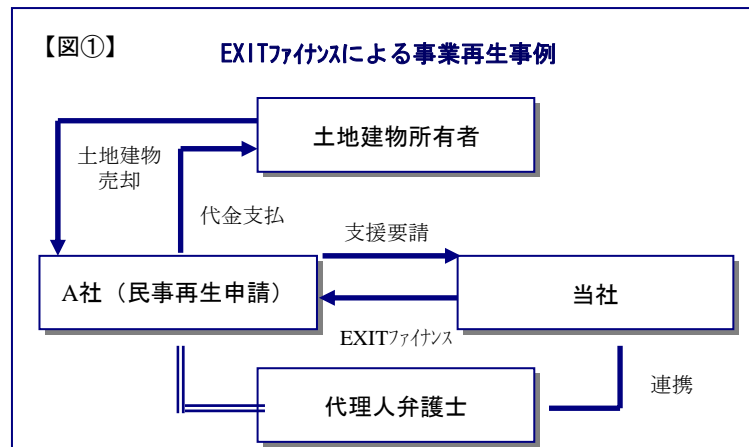 【図①】
EXITファイナンスによる事業再生事例
土地建物所有者
土地建物
売却
代金支払
支援要請
A社(民事再生申請)
当社
EXITファイナンス
代理人弁護士
連携